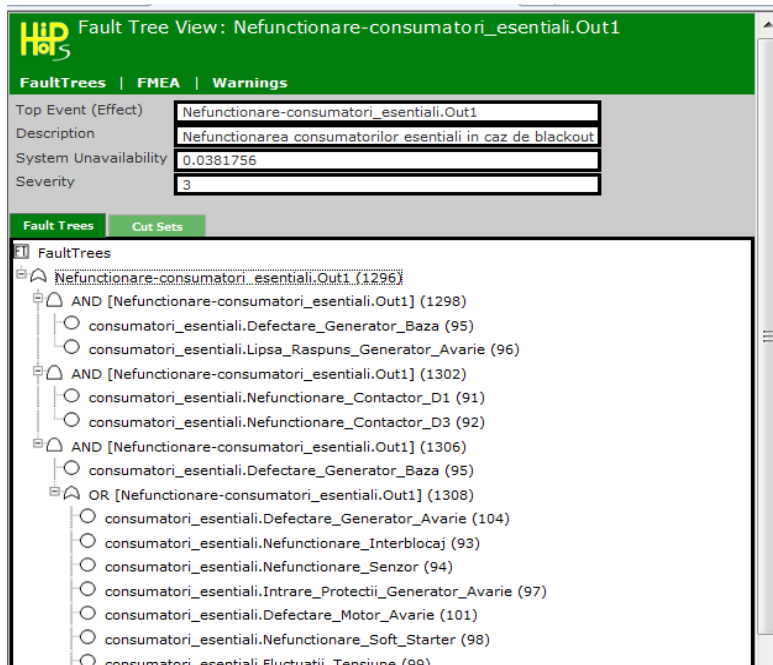 HiP HOPS
Fault Tree View: Nefunctionare-consumatori_esentiali.Out1
FaultTrees | FMEA | Warnings
Top Event (Effect) Nefunctionare-consumatori_esentiali.Out1
Description Nefunctionarea consumatorilor esentiali in caz de blackout
System Unavailability 0.0381756
Severity 3
Fault Trees Cut Sets
FT FaultTrees
Nefunctionare-consumatori_esentiali.Out1 (1296)
AND [Nefunctionare-consumatori_esentiali.Out1] (1298)
consumatori_esentiali.Defectare_Generator_Baza (95)
consumatori_esentiali.Lipsa_Raspuns_Generator_Avarie (96)
AND [Nefunctionare-consumatori_esentiali.Out1] (1302)
consumatori_esentiali.Nefunctionare_Contactor_D1 (91)
consumatori_esentiali.Nefunctionare_Contactor_D3 (92)
AND [Nefunctionare-consumatori_esentiali.Out1] (1306)
consumatori_esentiali.Defectare_Generator_Baza (95)
OR [Nefunctionare-consumatori_esentiali.Out1] (1308)
consumatori_esentiali.Defectare_Generator_Avarie (104)
consumatori_esentiali.Nefunctionare_Interblocaj (93)
consumatori_esentiali.Nefunctionare_Senzor (94)
consumatori_esentiali.Intrare_Protectii_Generator_Avarie (97)
consumatori_esentiali.Defectare_Motor_Avarie (101)
consumatori_esentiali.Nefunctionare_Soft_Starter (98)
consumatori_esentiali.Fluctuatii_Tensiune (99)